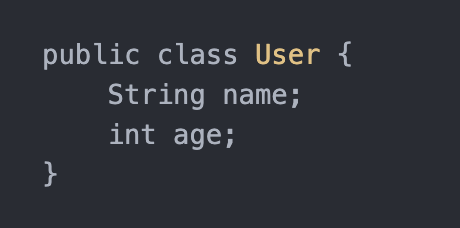 public class User {
    String name;
    int age;
}